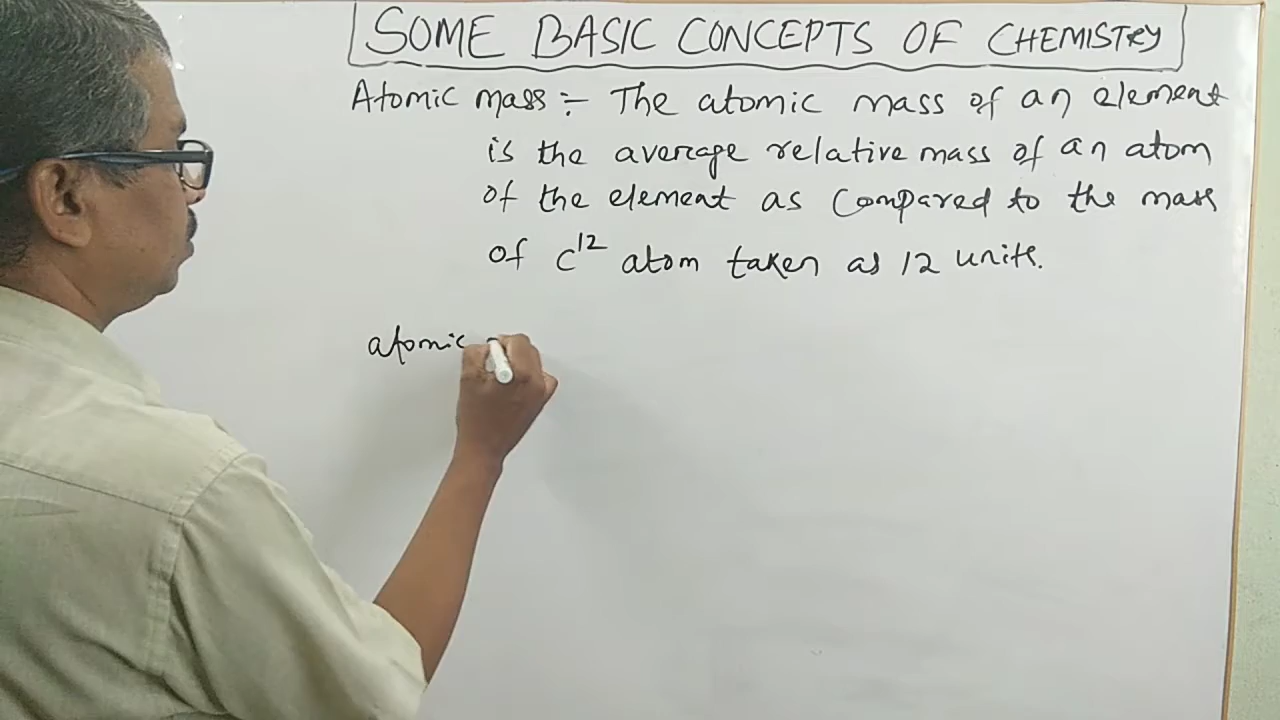 SOME BASIC CONCEPTS OF CHEMISTRY
Atomic mass :- The atomic mass of an element
is the average relative mass of an atom
of the element as compared to the mass
of C¹² atom taken as 12 units.
atomic